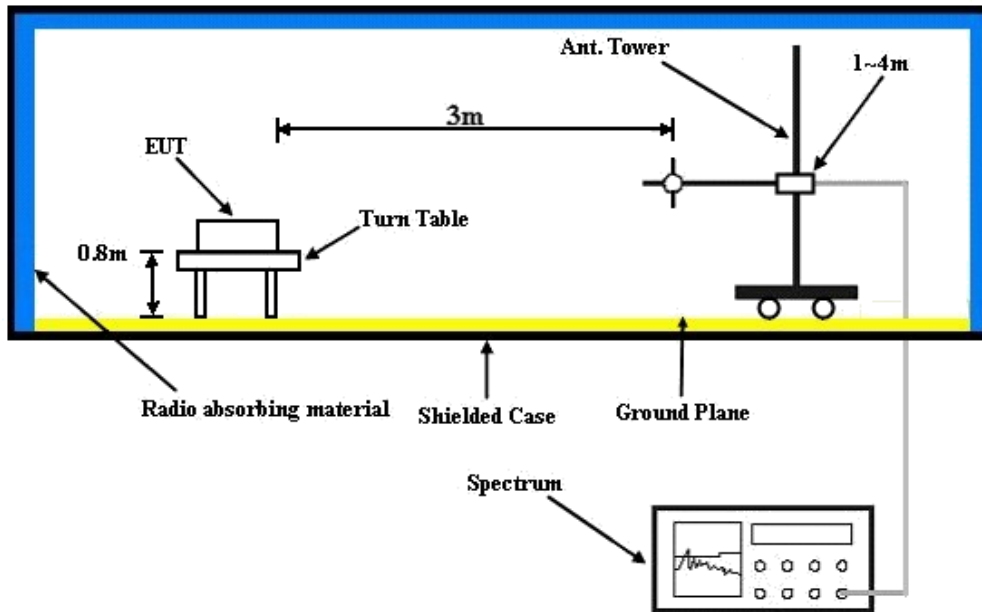 Ant. Tower
1~4m
3m
EUT
Turn Table
0.8m
Radio absorbing material
Shielded Case
Ground Plane
Spectrum